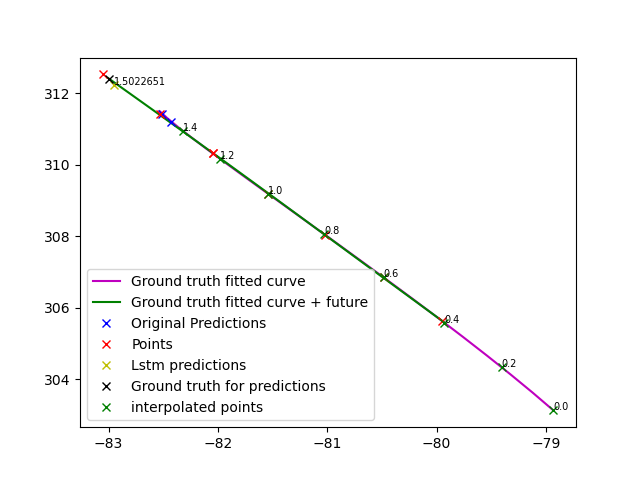 1.5022651
312
1.4
310
1.2
1.0
308
0.8
0.6
306
0.4
304
0.2
0.0
Ground truth fitted curve
Ground truth fitted curve + future
Original Predictions
Points
Lstm predictions
Ground truth for predictions
interpolated points
−83 −82 −81 −80 −79